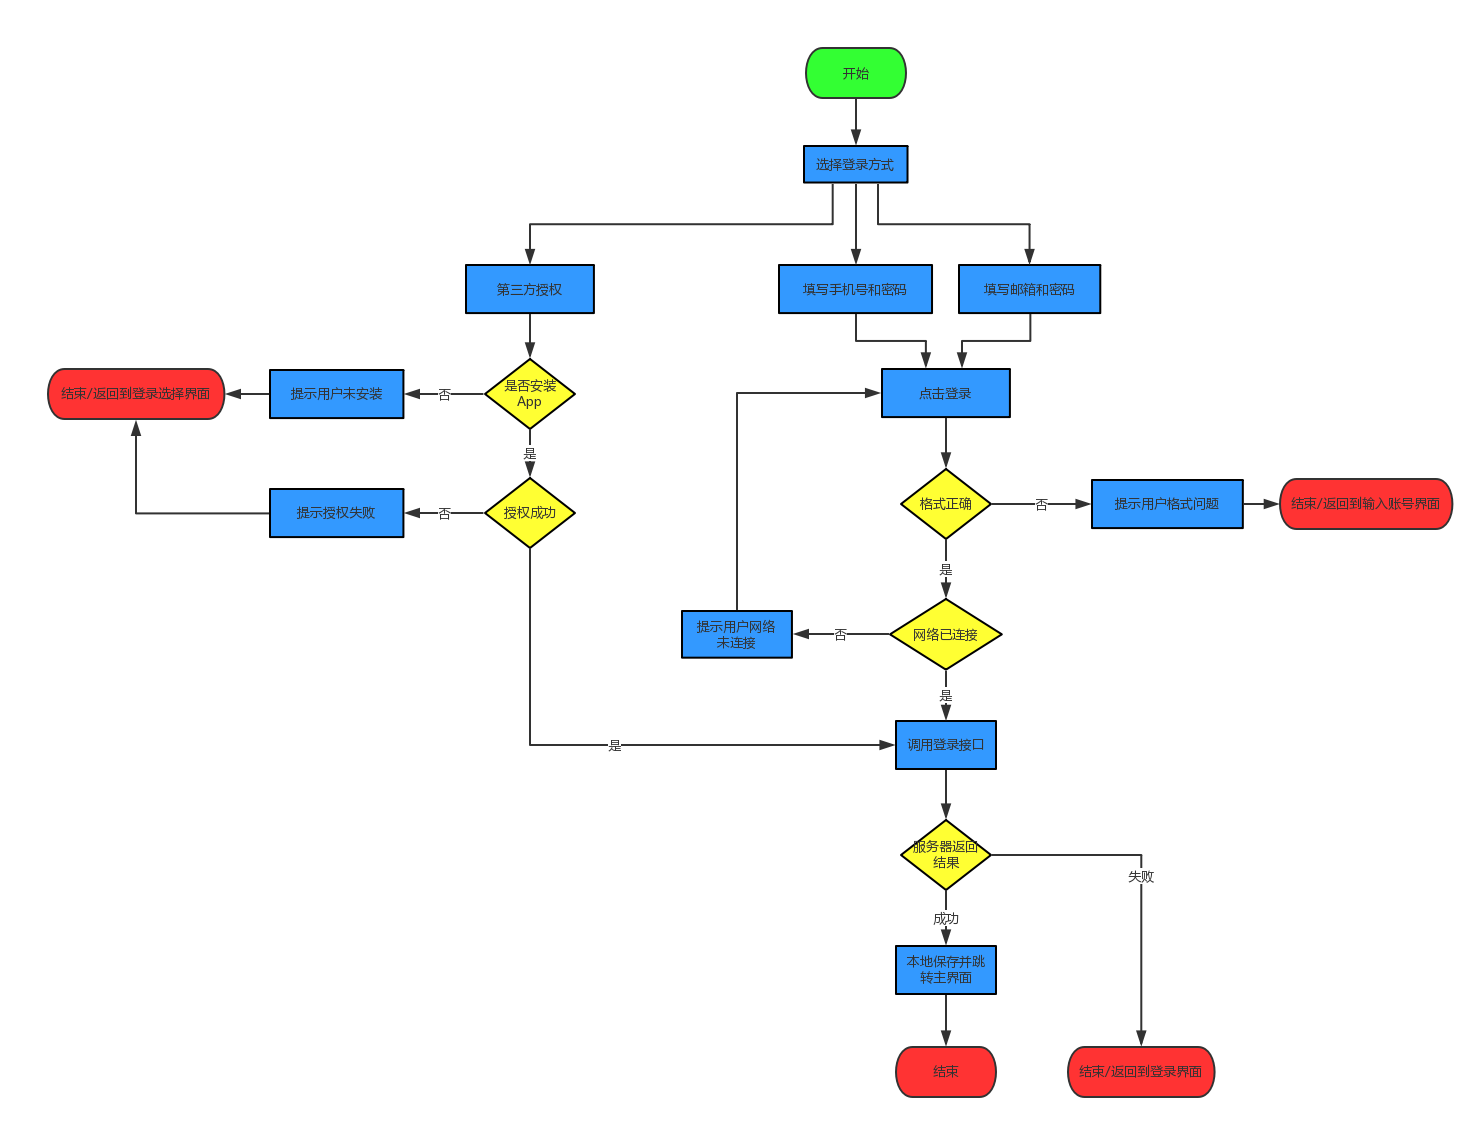 开始
选择登录方式
第三方授权
填写手机号和密码
填写邮箱和密码
结束/返回到登录选择界面
提示用户未安装
否
是否安装
App
点击登录
是
提示授权失败
否
授权成功
格式正确
否
提示用户格式问题
结束/返回到输入账号界面
是
提示用户网络
未连接
否
网络已连接
是
是
调用登录接口
服务器返回
结果
失败
成功
本地保存并跳
转主界面
结束
结束/返回到登录界面